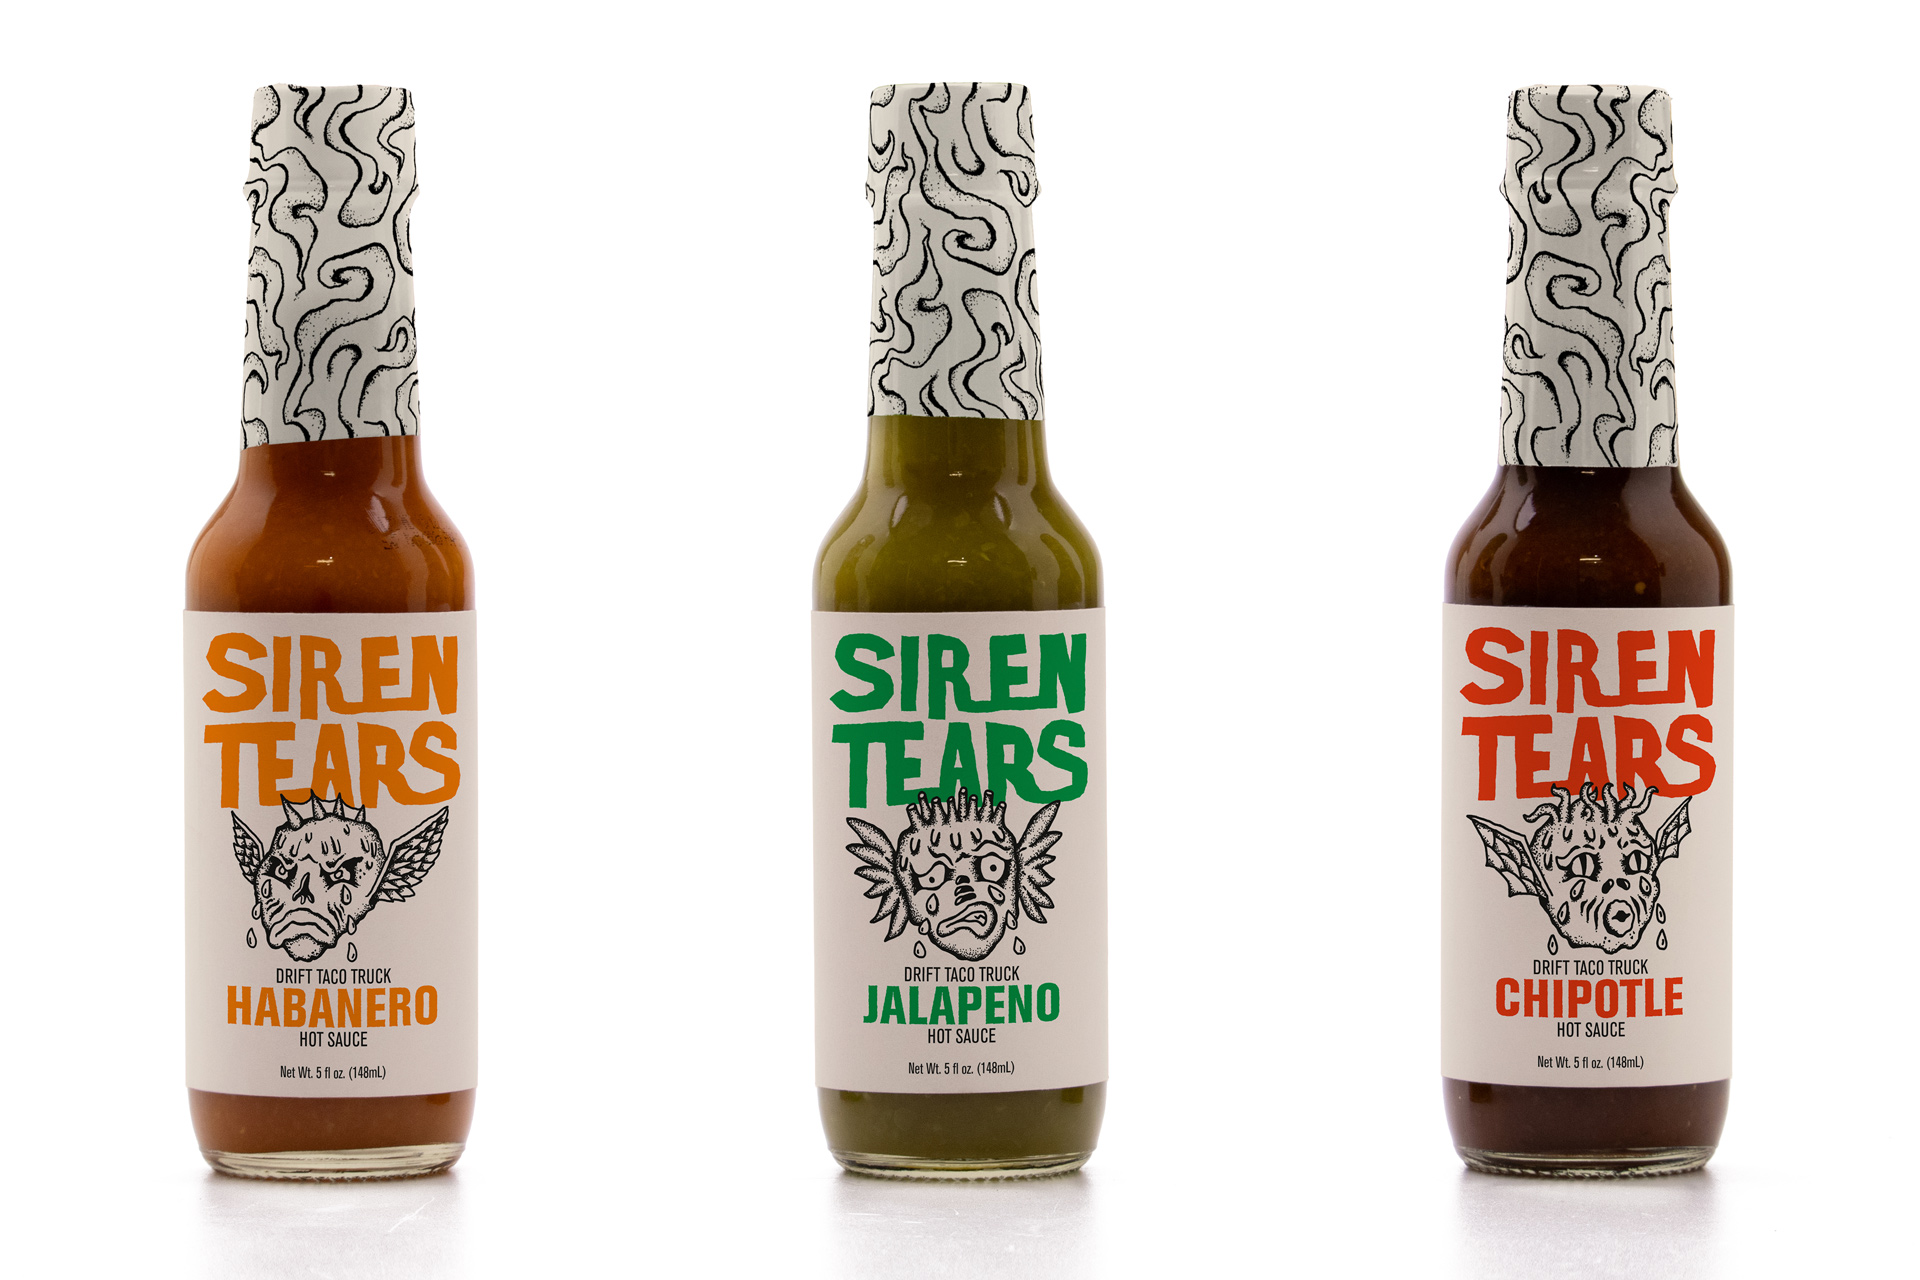 SIREN
TEARS
DRIFT TACO TRUCK
HABANERO
HOT SAUCE
Net Wt. 5 fl oz. (148mL)
SIREN
TEARS
DRIFT TACO TRUCK
JALAPENO
HOT SAUCE
Net Wt. 5 fl oz. (148mL)
SIREN
TEARS
DRIFT TACO TRUCK
CHIPOTLE
HOT SAUCE
Net Wt. 5 fl oz. (148mL)